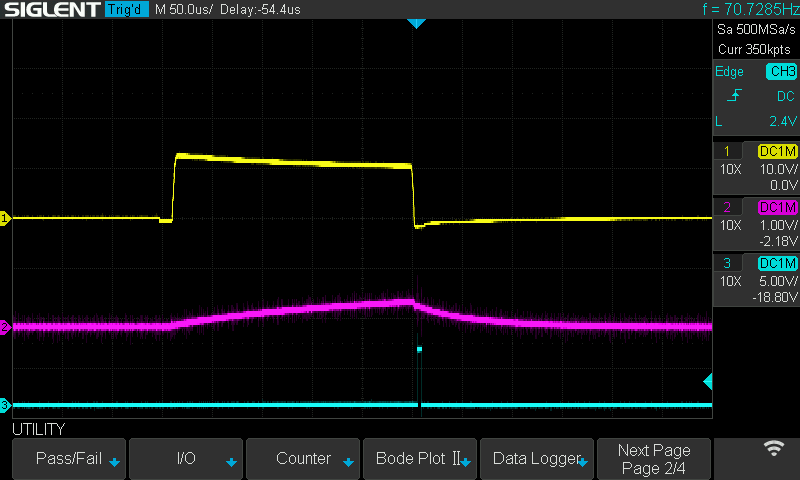 SIGLENT Trig'd M 50.0us/ Delay:-54.4us f = 70.7285Hz
Sa 500MSa/s
Curr 350kpts
Edge CH3
DC
L 2.4V
1 DC1M
10X 10.0V/
0.0V
2 DC1M
10X 1.00V/
-2.18V
3 DC1M
10X 5.00V/
-18.80V
1
2
3
UTILITY
Pass/Fail I/O Counter Bode Plot II Data Logger Next Page
Page 2/4